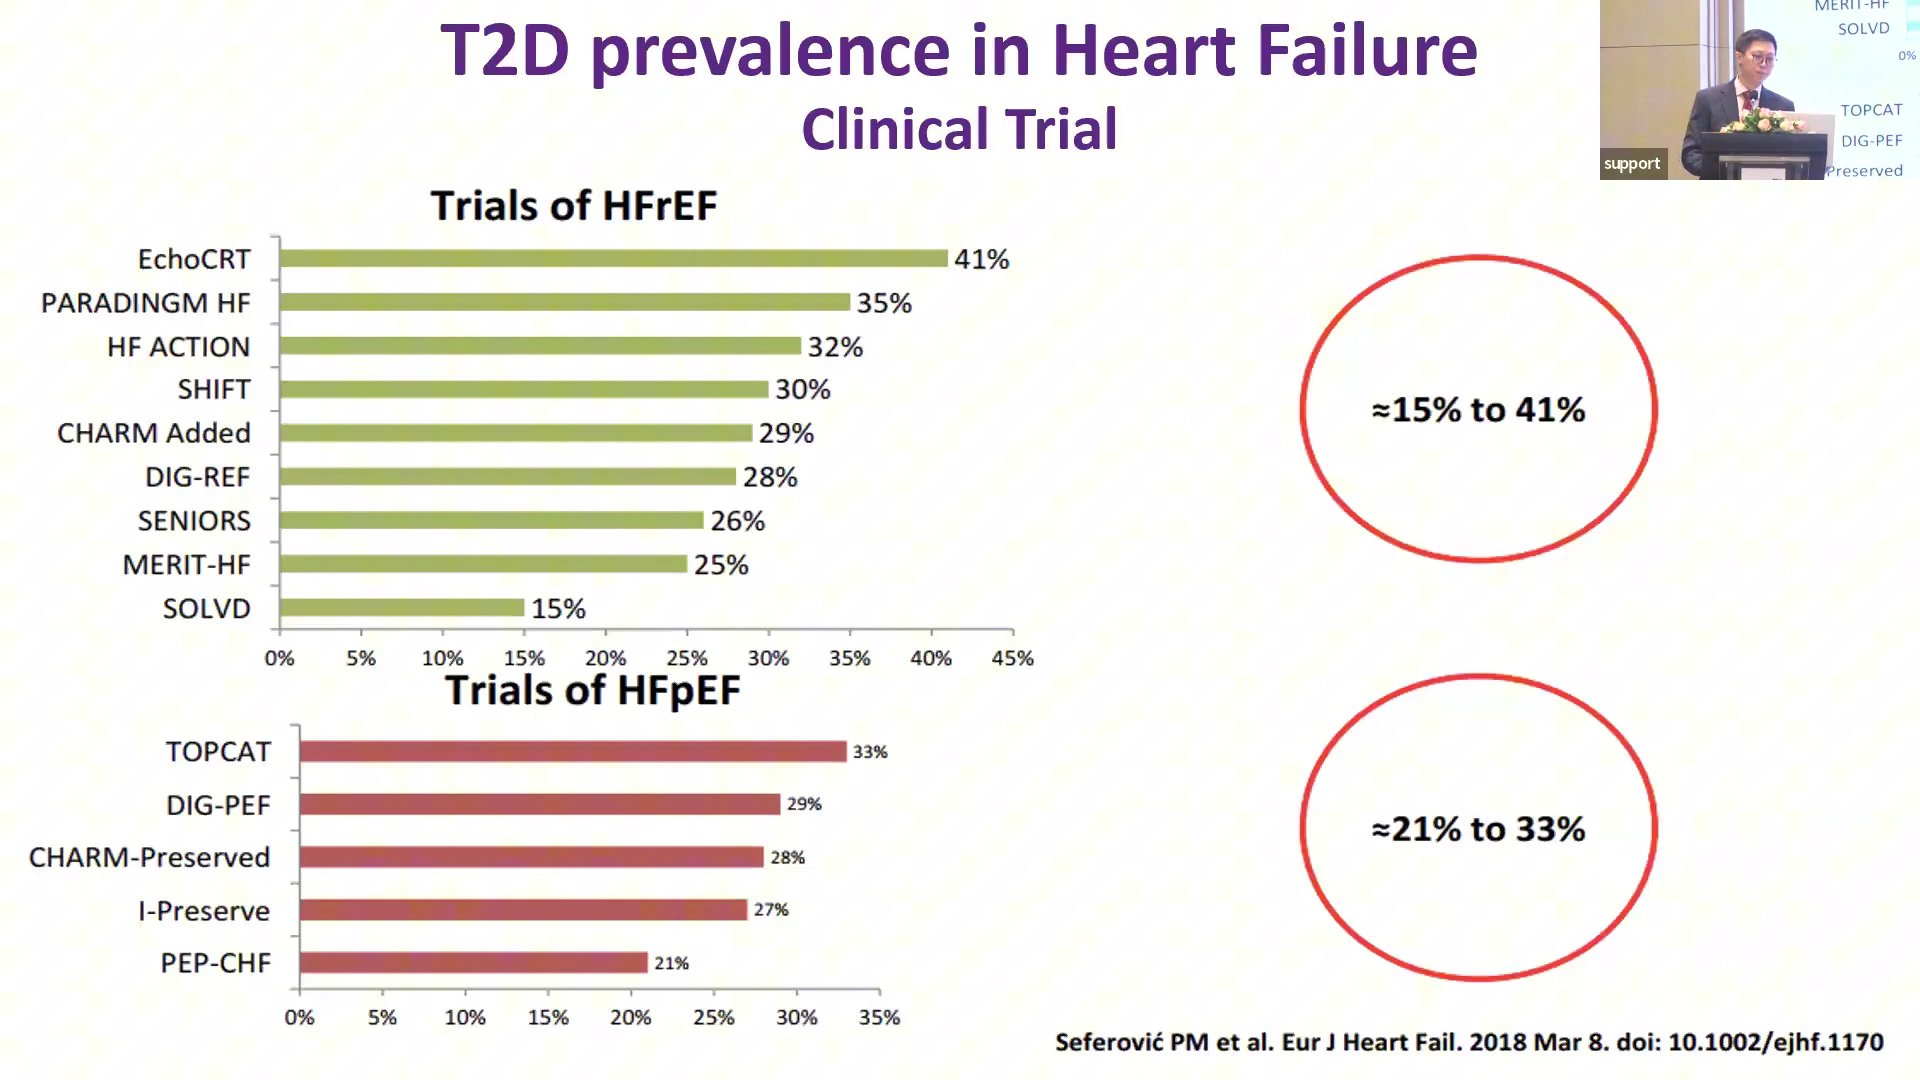 T2D prevalence in Heart Failure
Clinical Trial
MERIT-HF
SOLVD
0%
TOPCAT
DIG-PEF
Preserved
support
Trials of HFrEF
EchoCRT 41%
PARADINGM HF 35%
HF ACTION 32%
SHIFT 30%
CHARM Added 29%
DIG-REF 28%
SENIORS 26%
MERIT-HF 25%
SOLVD 15%
0% 5% 10% 15% 20% 25% 30% 35% 40% 45%
≈15% to 41%
Trials of HFpEF
TOPCAT 33%
DIG-PEF 29%
CHARM-Preserved 28%
I-Preserve 27%
PEP-CHF 21%
0% 5% 10% 15% 20% 25% 30% 35%
≈21% to 33%
Seferović PM et al. Eur J Heart Fail. 2018 Mar 8. doi: 10.1002/ejhf.1170